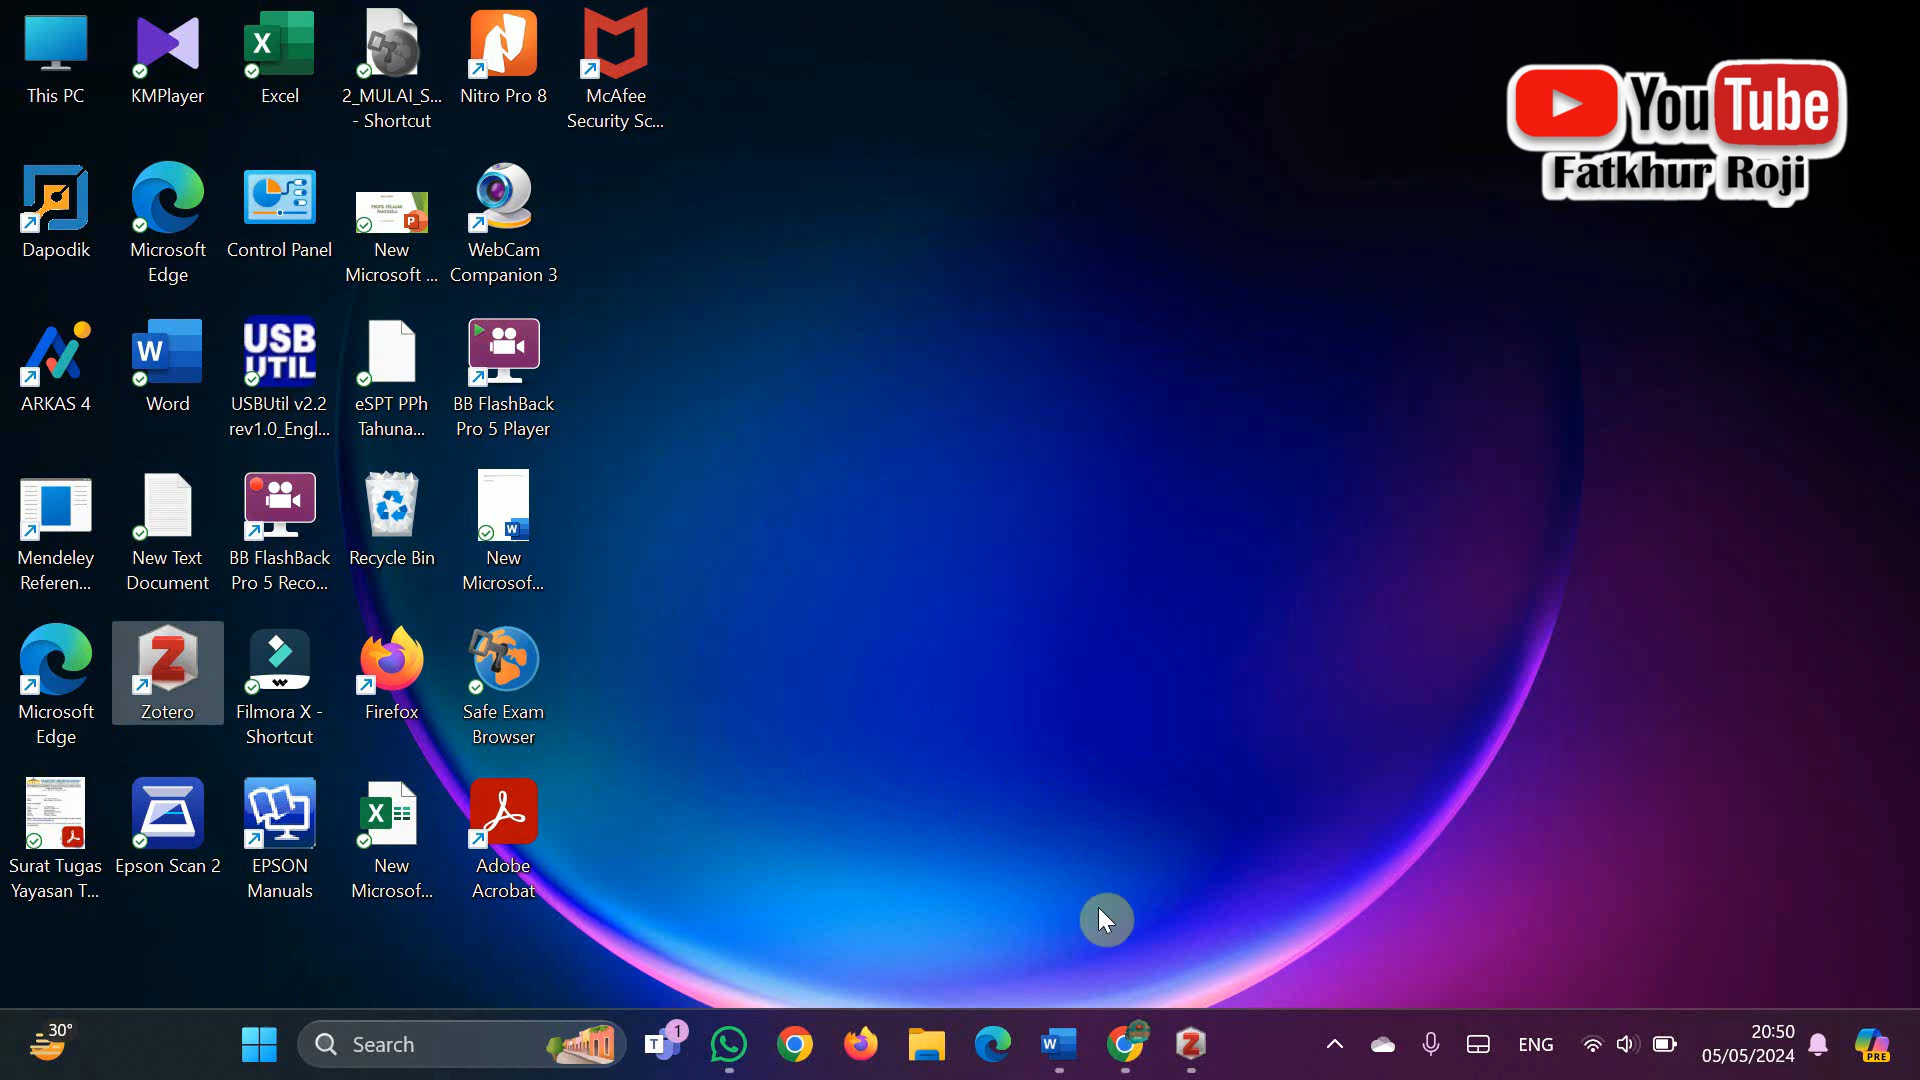 This PC
KMPlayer
Excel
2_MULAI_S...
- Shortcut
Nitro Pro 8
McAfee
Security Sc...
YouTube
Fatkhur Roji
Dapodik
Microsoft
Edge
Control Panel
New
Microsoft ...
WebCam
Companion 3
ARKAS 4
Word
USB
UTIL
USBUtil v2.2
rev1.0_Engl...
eSPT PPh
Tahuna...
BB FlashBack
Pro 5 Player
Mendeley
Referen...
New Text
Document
BB FlashBack
Pro 5 Reco...
Recycle Bin
New
Microsof...
Microsoft
Edge
Zotero
Filmora X -
Shortcut
Firefox
Safe Exam
Browser
Surat Tugas
Yayasan T...
Epson Scan 2
EPSON
Manuals
New
Microsof...
Adobe
Acrobat
30°
Search
1
ENG
20:50
05/05/2024
PRE